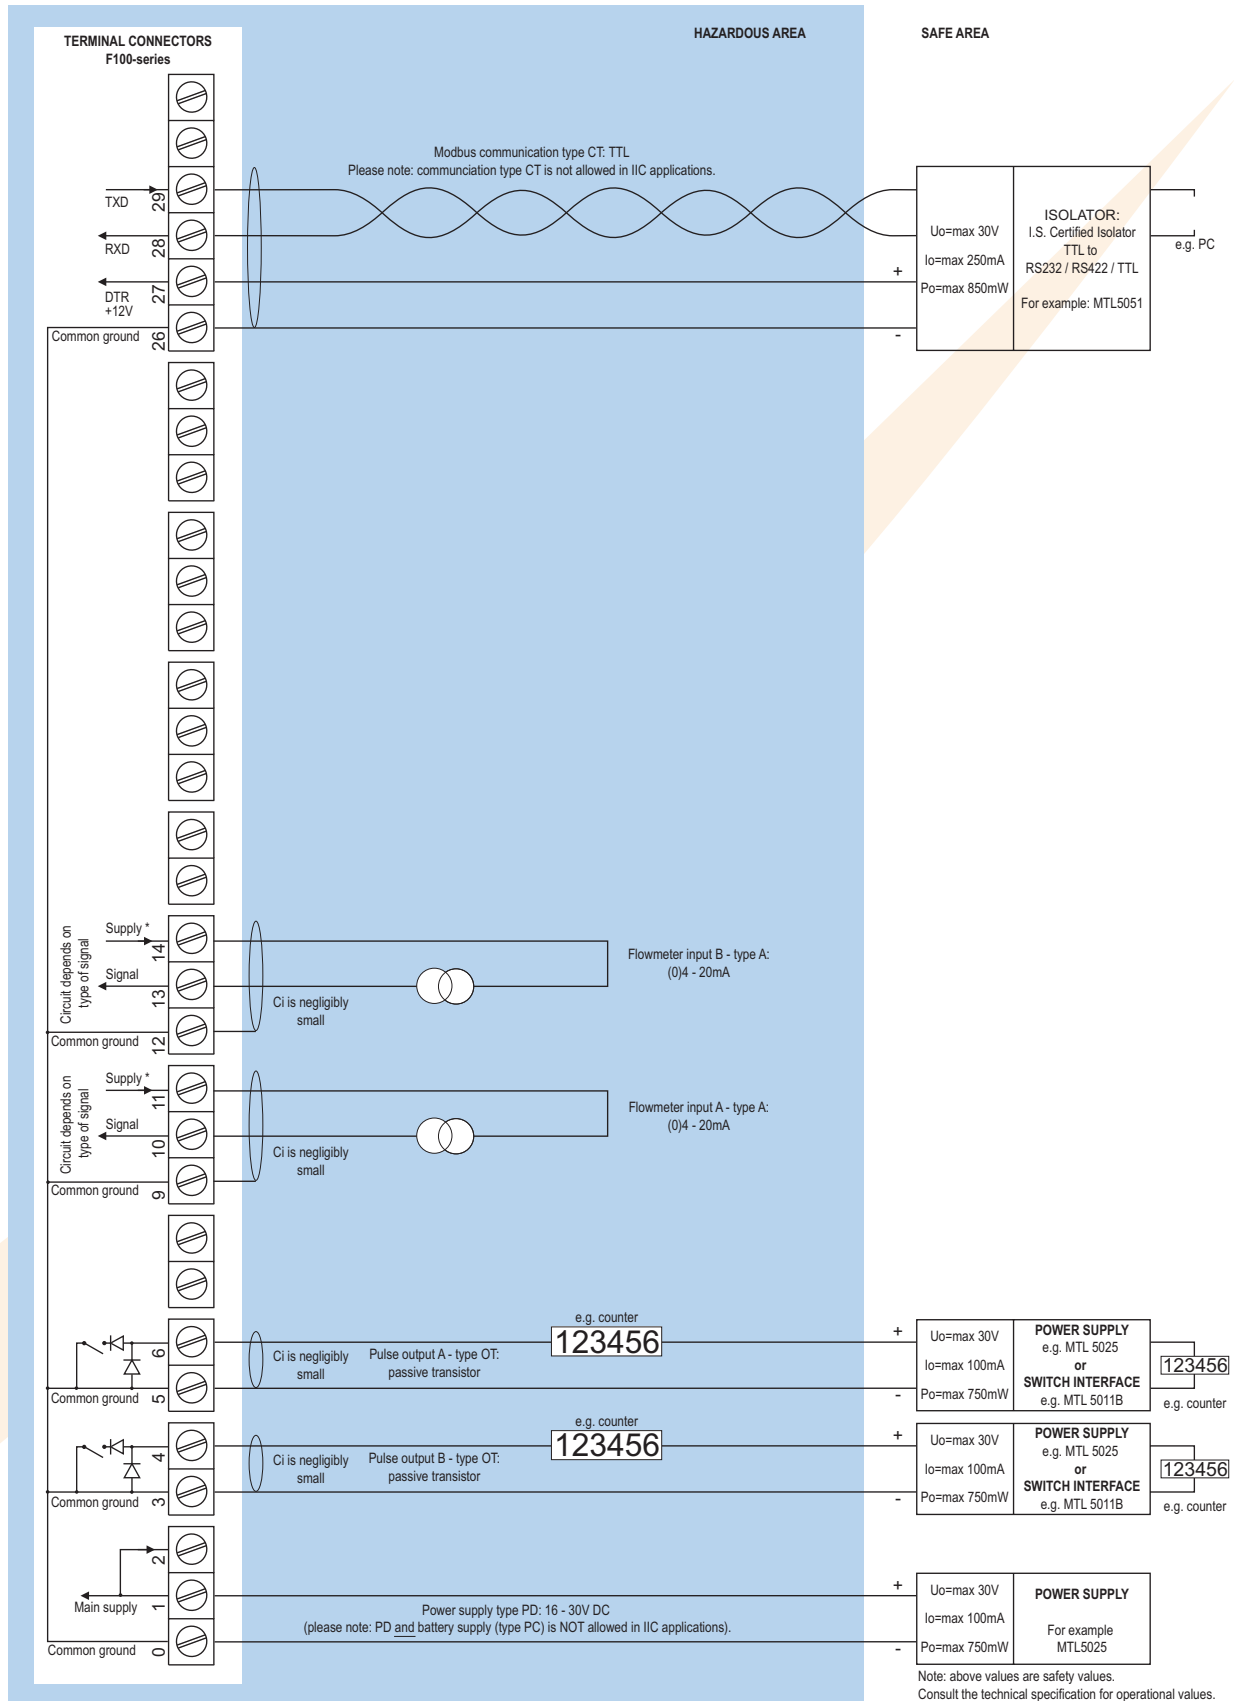 HAZARDOUS AREA
SAFE AREA
TERMINAL CONNECTORS
F100-series
Modbus communication type CT: TTL
Please note: communciation type CT is not allowed in IIC applications.
TXD
29
RXD
28
DTR
+12V
27
Common ground
26
+
-
Uo=max 30V
Io=max 250mA
Po=max 850mW
ISOLATOR:
I.S. Certified Isolator
TTL to
RS232 / RS422 / TTL
For example: MTL5051
e.g. PC
Circuit depends on
type of signal
Supply *
14
Signal
13
Common ground
12
Ci is negligibly
small
Flowmeter input B - type A:
(0)4 - 20mA
Circuit depends on
type of signal
Supply *
11
Signal
10
Common ground
9
Ci is negligibly
small
Flowmeter input A - type A:
(0)4 - 20mA
6
Common ground
5
Ci is negligibly
small
Pulse output A - type OT:
passive transistor
e.g. counter
123456
+
-
Uo=max 30V
Io=max 100mA
Po=max 750mW
POWER SUPPLY
e.g. MTL 5025
or
SWITCH INTERFACE
e.g. MTL 5011B
123456
e.g. counter
4
Common ground
3
Ci is negligibly
small
Pulse output B - type OT:
passive transistor
e.g. counter
123456
+
-
Uo=max 30V
Io=max 100mA
Po=max 750mW
POWER SUPPLY
e.g. MTL 5025
or
SWITCH INTERFACE
e.g. MTL 5011B
123456
e.g. counter
2
Main supply
1
Common ground
0
Power supply type PD: 16 - 30V DC
(please note: PD and battery supply (type PC) is NOT allowed in IIC applications).
+
-
Uo=max 30V
Io=max 100mA
Po=max 750mW
POWER SUPPLY
For example
MTL5025
Note: above values are safety values.
Consult the technical specification for operational values.